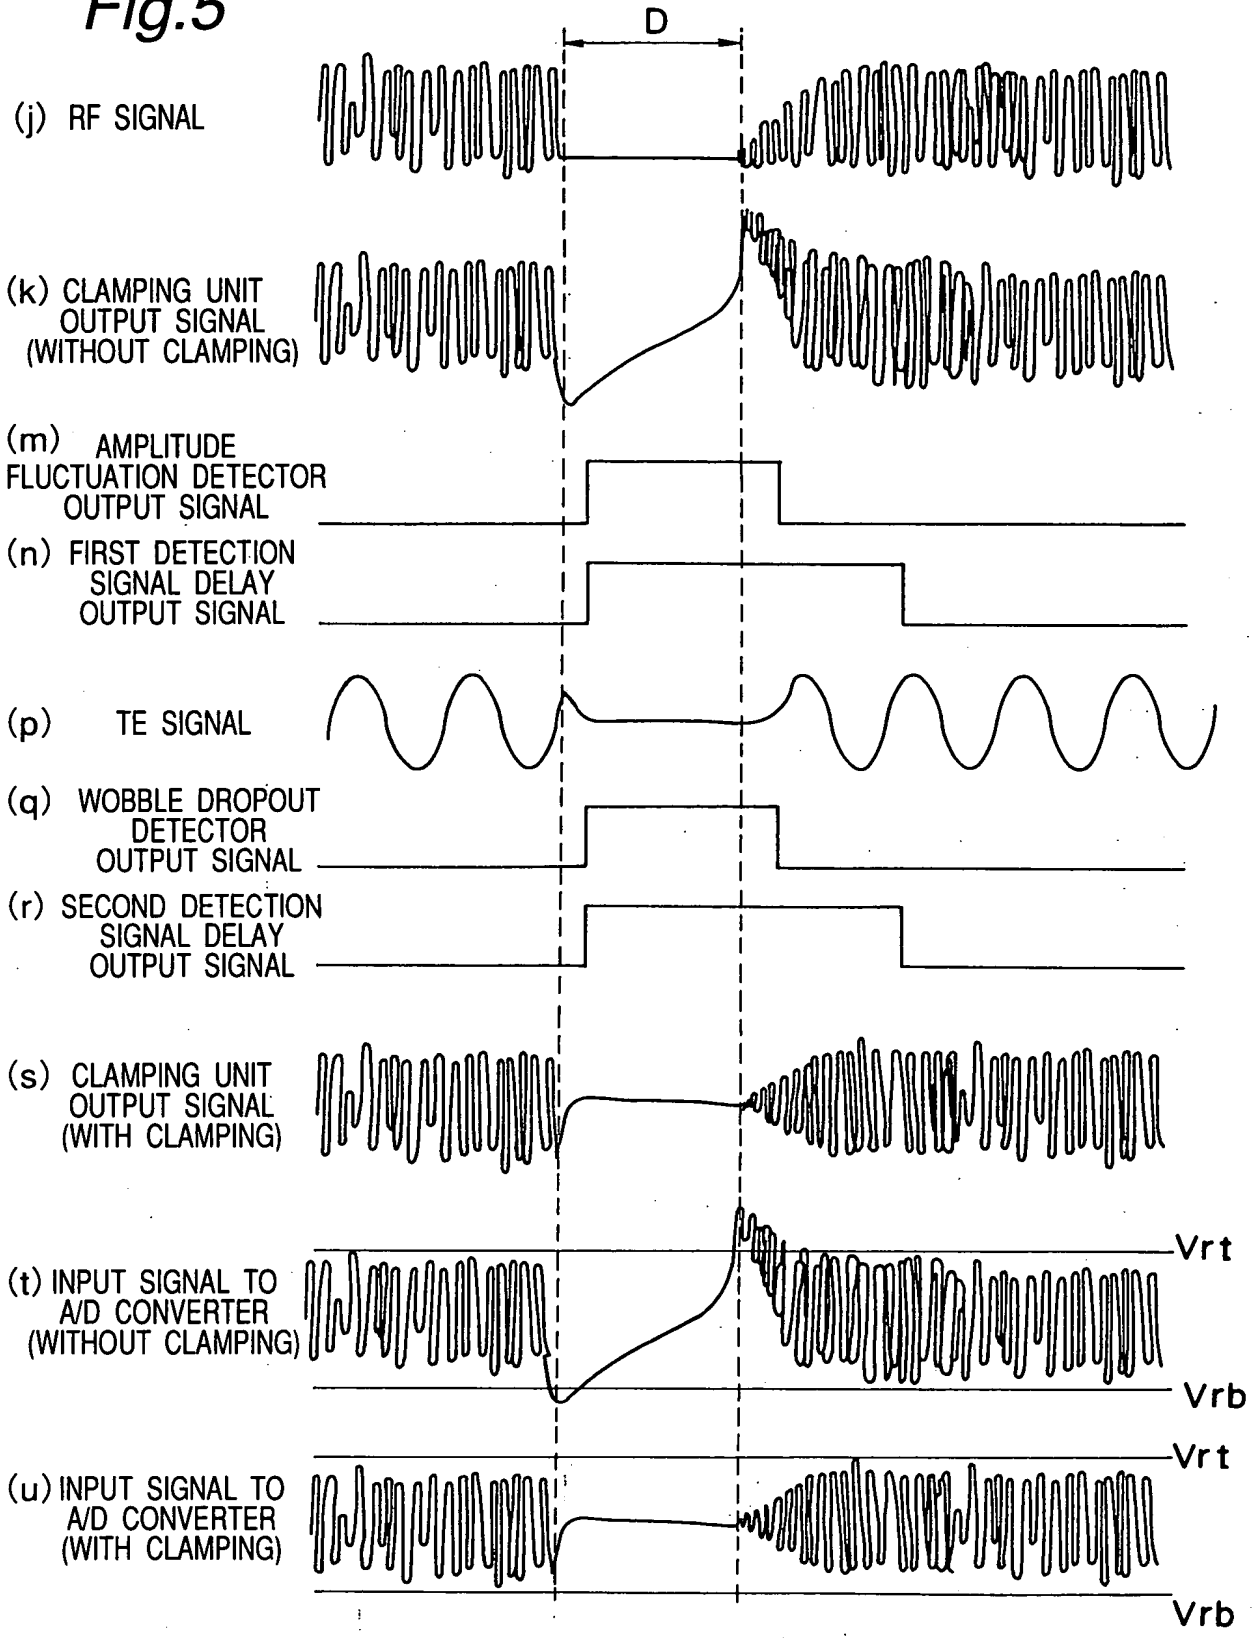 Fig.5
D
(j) RF SIGNAL
(k) CLAMPING UNIT
OUTPUT SIGNAL
(WITHOUT CLAMPING)
(m) AMPLITUDE
FLUCTUATION DETECTOR
OUTPUT SIGNAL
(n) FIRST DETECTION
SIGNAL DELAY
OUTPUT SIGNAL
(p) TE SIGNAL
(q) WOBBLE DROPOUT
DETECTOR
OUTPUT SIGNAL
(r) SECOND DETECTION
SIGNAL DELAY
OUTPUT SIGNAL
(s) CLAMPING UNIT
OUTPUT SIGNAL
(WITH CLAMPING)
Vrt
(t) INPUT SIGNAL TO
A/D CONVERTER
(WITHOUT CLAMPING)
Vrb
Vrt
(u) INPUT SIGNAL TO
A/D CONVERTER
(WITH CLAMPING)
Vrb